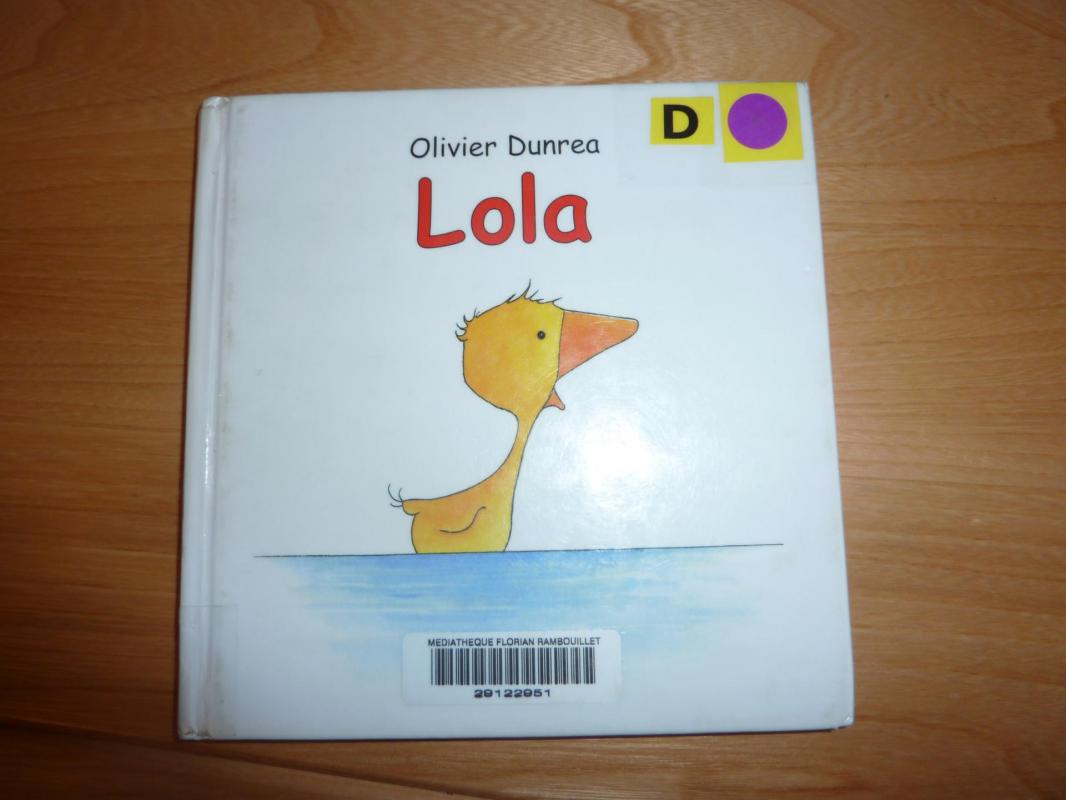 D
Olivier Dunrea
Lola
MEDIATHEQUE FLORIAN RAMBOUILLET
29122951